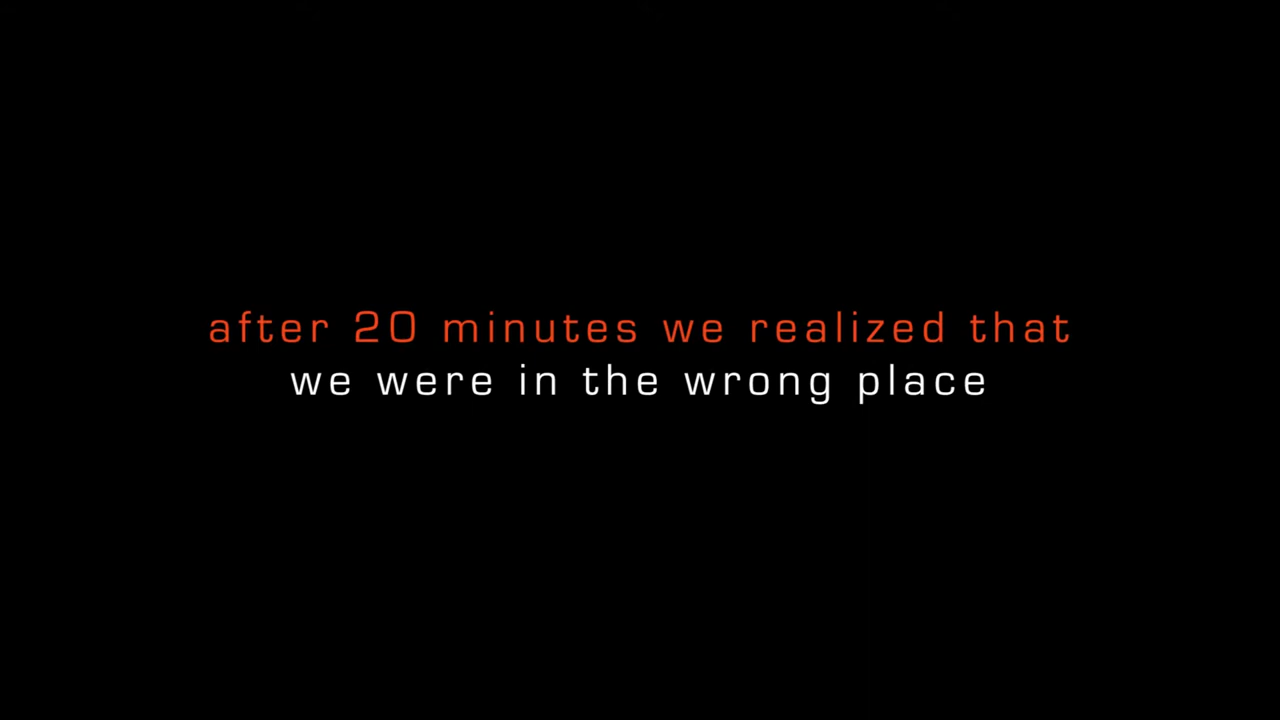 after 20 minutes we realized that
we were in the wrong place